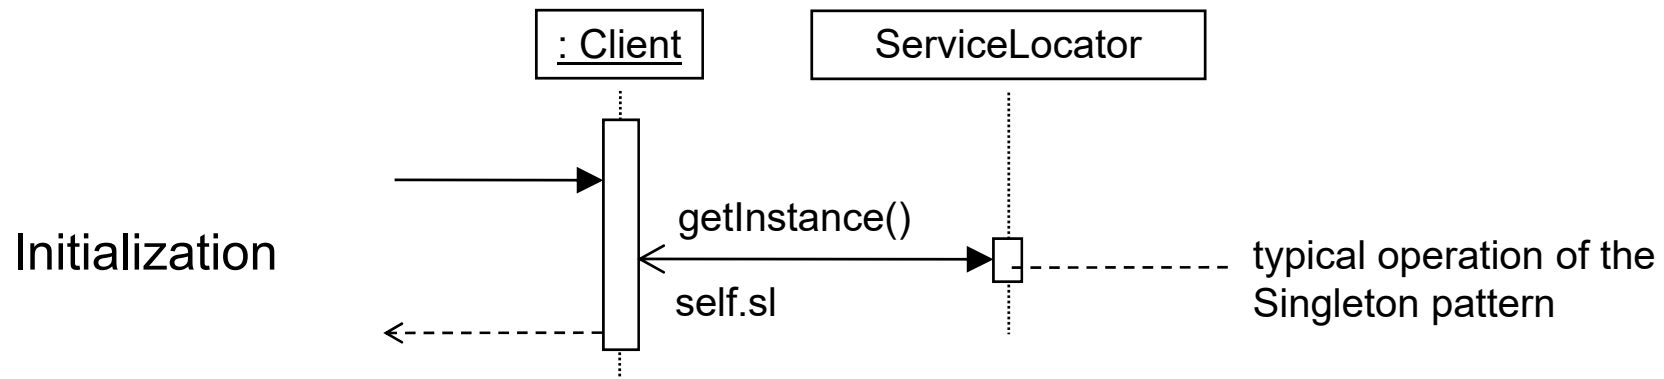 : Client
ServiceLocator
getInstance()
Initialization
typical operation of the
Singleton pattern
self.sl